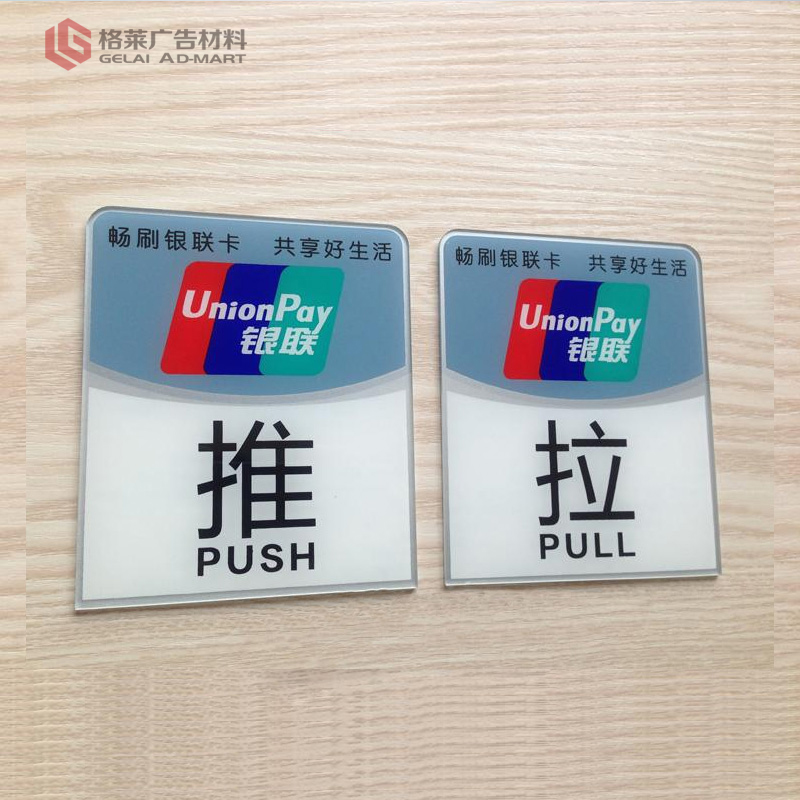 格莱广告材料
GELAI AD-MART
畅刷银联卡 共享好生活
UnionPay
银联
推
PUSH
畅刷银联卡 共享好生活
UnionPay
银联
拉
PULL